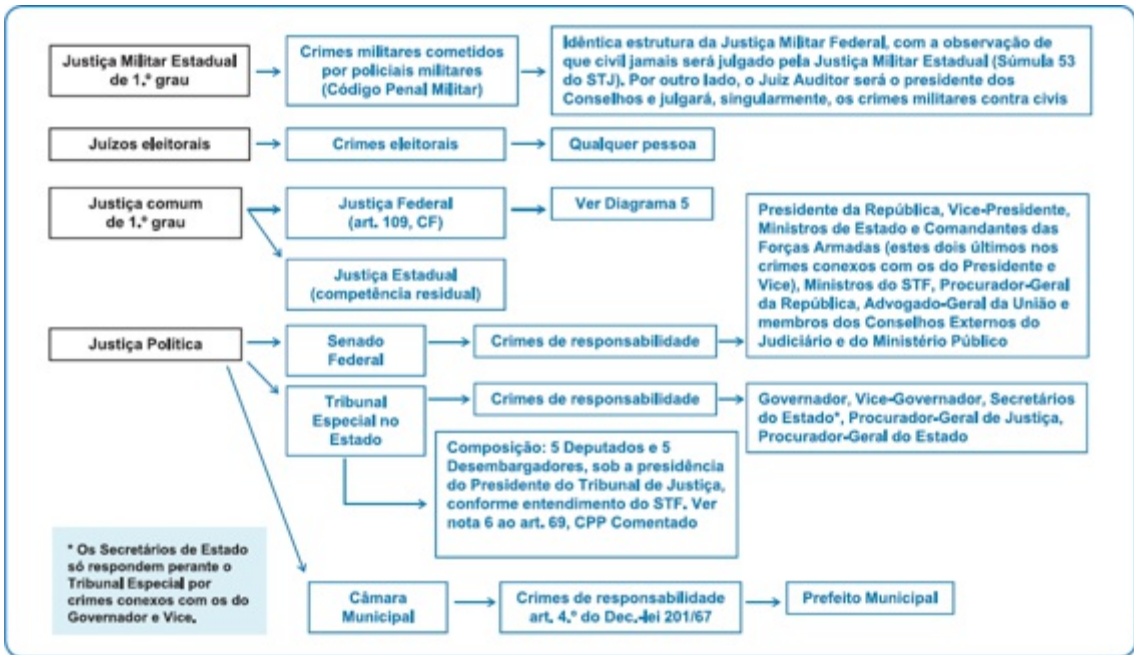 Justiça Militar Estadual
de 1.º grau
Crimes militares cometidos
por policiais militares
(Código Penal Militar)
Idêntica estrutura da Justiça Militar Federal, com a observação de
que civil jamais será julgado pela Justiça Militar Estadual (Súmula 53
do STJ). Por outro lado, o Juiz Auditor será o presidente dos
Conselhos e julgará, singularmente, os crimes militares contra civis
Juízos eleitorais
Crimes eleitorais
Qualquer pessoa
Justiça comum
de 1.º grau
Justiça Federal
(art. 109, CF)
Ver Diagrama 5
Justiça Estadual
(competência residual)
Presidente da República, Vice-Presidente,
Ministros de Estado e Comandantes das
Forças Armadas (estes dois últimos nos
crimes conexos com os do Presidente e
Vice), Ministros do STF, Procurador-Geral
da República, Advogado-Geral da União e
membros dos Conselhos Externos do
Judiciário e do Ministério Público
Justiça Política
Senado
Federal
Crimes de responsabilidade
Tribunal
Especial no
Estado
Crimes de responsabilidade
Governador, Vice-Governador, Secretários
do Estado*, Procurador-Geral de Justiça,
Procurador-Geral do Estado
Composição: 5 Deputados e 5
Desembargadores, sob a presidência
do Presidente do Tribunal de Justiça,
conforme entendimento do STF. Ver
nota 6 ao art. 69, CPP Comentado
* Os Secretários de Estado
só respondem perante o
Tribunal Especial por
crimes conexos com os do
Governador e Vice.
Câmara
Municipal
Crimes de responsabilidade
art. 4.º do Dec.-lei 201/67
Prefeito Municipal